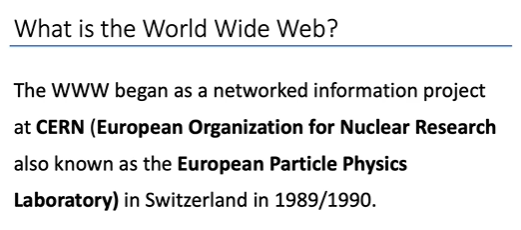 What is the World Wide Web?
The WWW began as a networked information project
at CERN (European Organization for Nuclear Research
also known as the European Particle Physics
Laboratory) in Switzerland in 1989/1990.